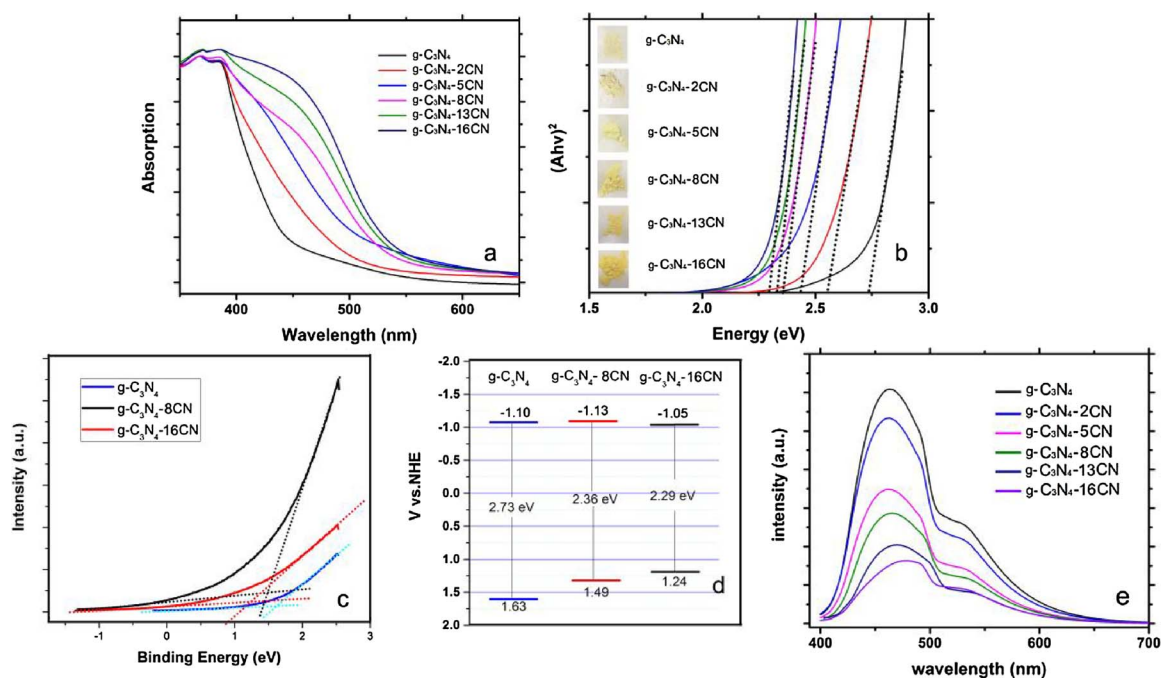 g-C₃N₄
g-C₃N₄-2CN
g-C₃N₄-5CN
g-C₃N₄-8CN
g-C₃N₄-13CN
g-C₃N₄-16CN
Absorption
a
400
500
600
Wavelength (nm)
g-C₃N₄
g-C₃N₄-2CN
g-C₃N₄-5CN
g-C₃N₄-8CN
g-C₃N₄-13CN
g-C₃N₄-16CN
(Ahv)²
b
1.5
2.0
2.5
3.0
Energy (eV)
g-C₃N₄
g-C₃N₄-8CN
g-C₃N₄-16CN
Intensity (a.u.)
c
-1
0
1
2
3
Binding Energy (eV)
-2.0
-1.5
-1.0
-0.5
0.0
0.5
1.0
1.5
2.0
V vs.NHE
g-C₃N₄
g-C₃N₄-8CN
g-C₃N₄-16CN
-1.10
-1.13
-1.05
2.73 eV
2.36 eV
2.29 eV
1.63
1.49
1.24
d
g-C₃N₄
g-C₃N₄-2CN
g-C₃N₄-5CN
g-C₃N₄-8CN
g-C₃N₄-13CN
g-C₃N₄-16CN
intensity (a.u.)
e
400
500
600
700
wavelength (nm)